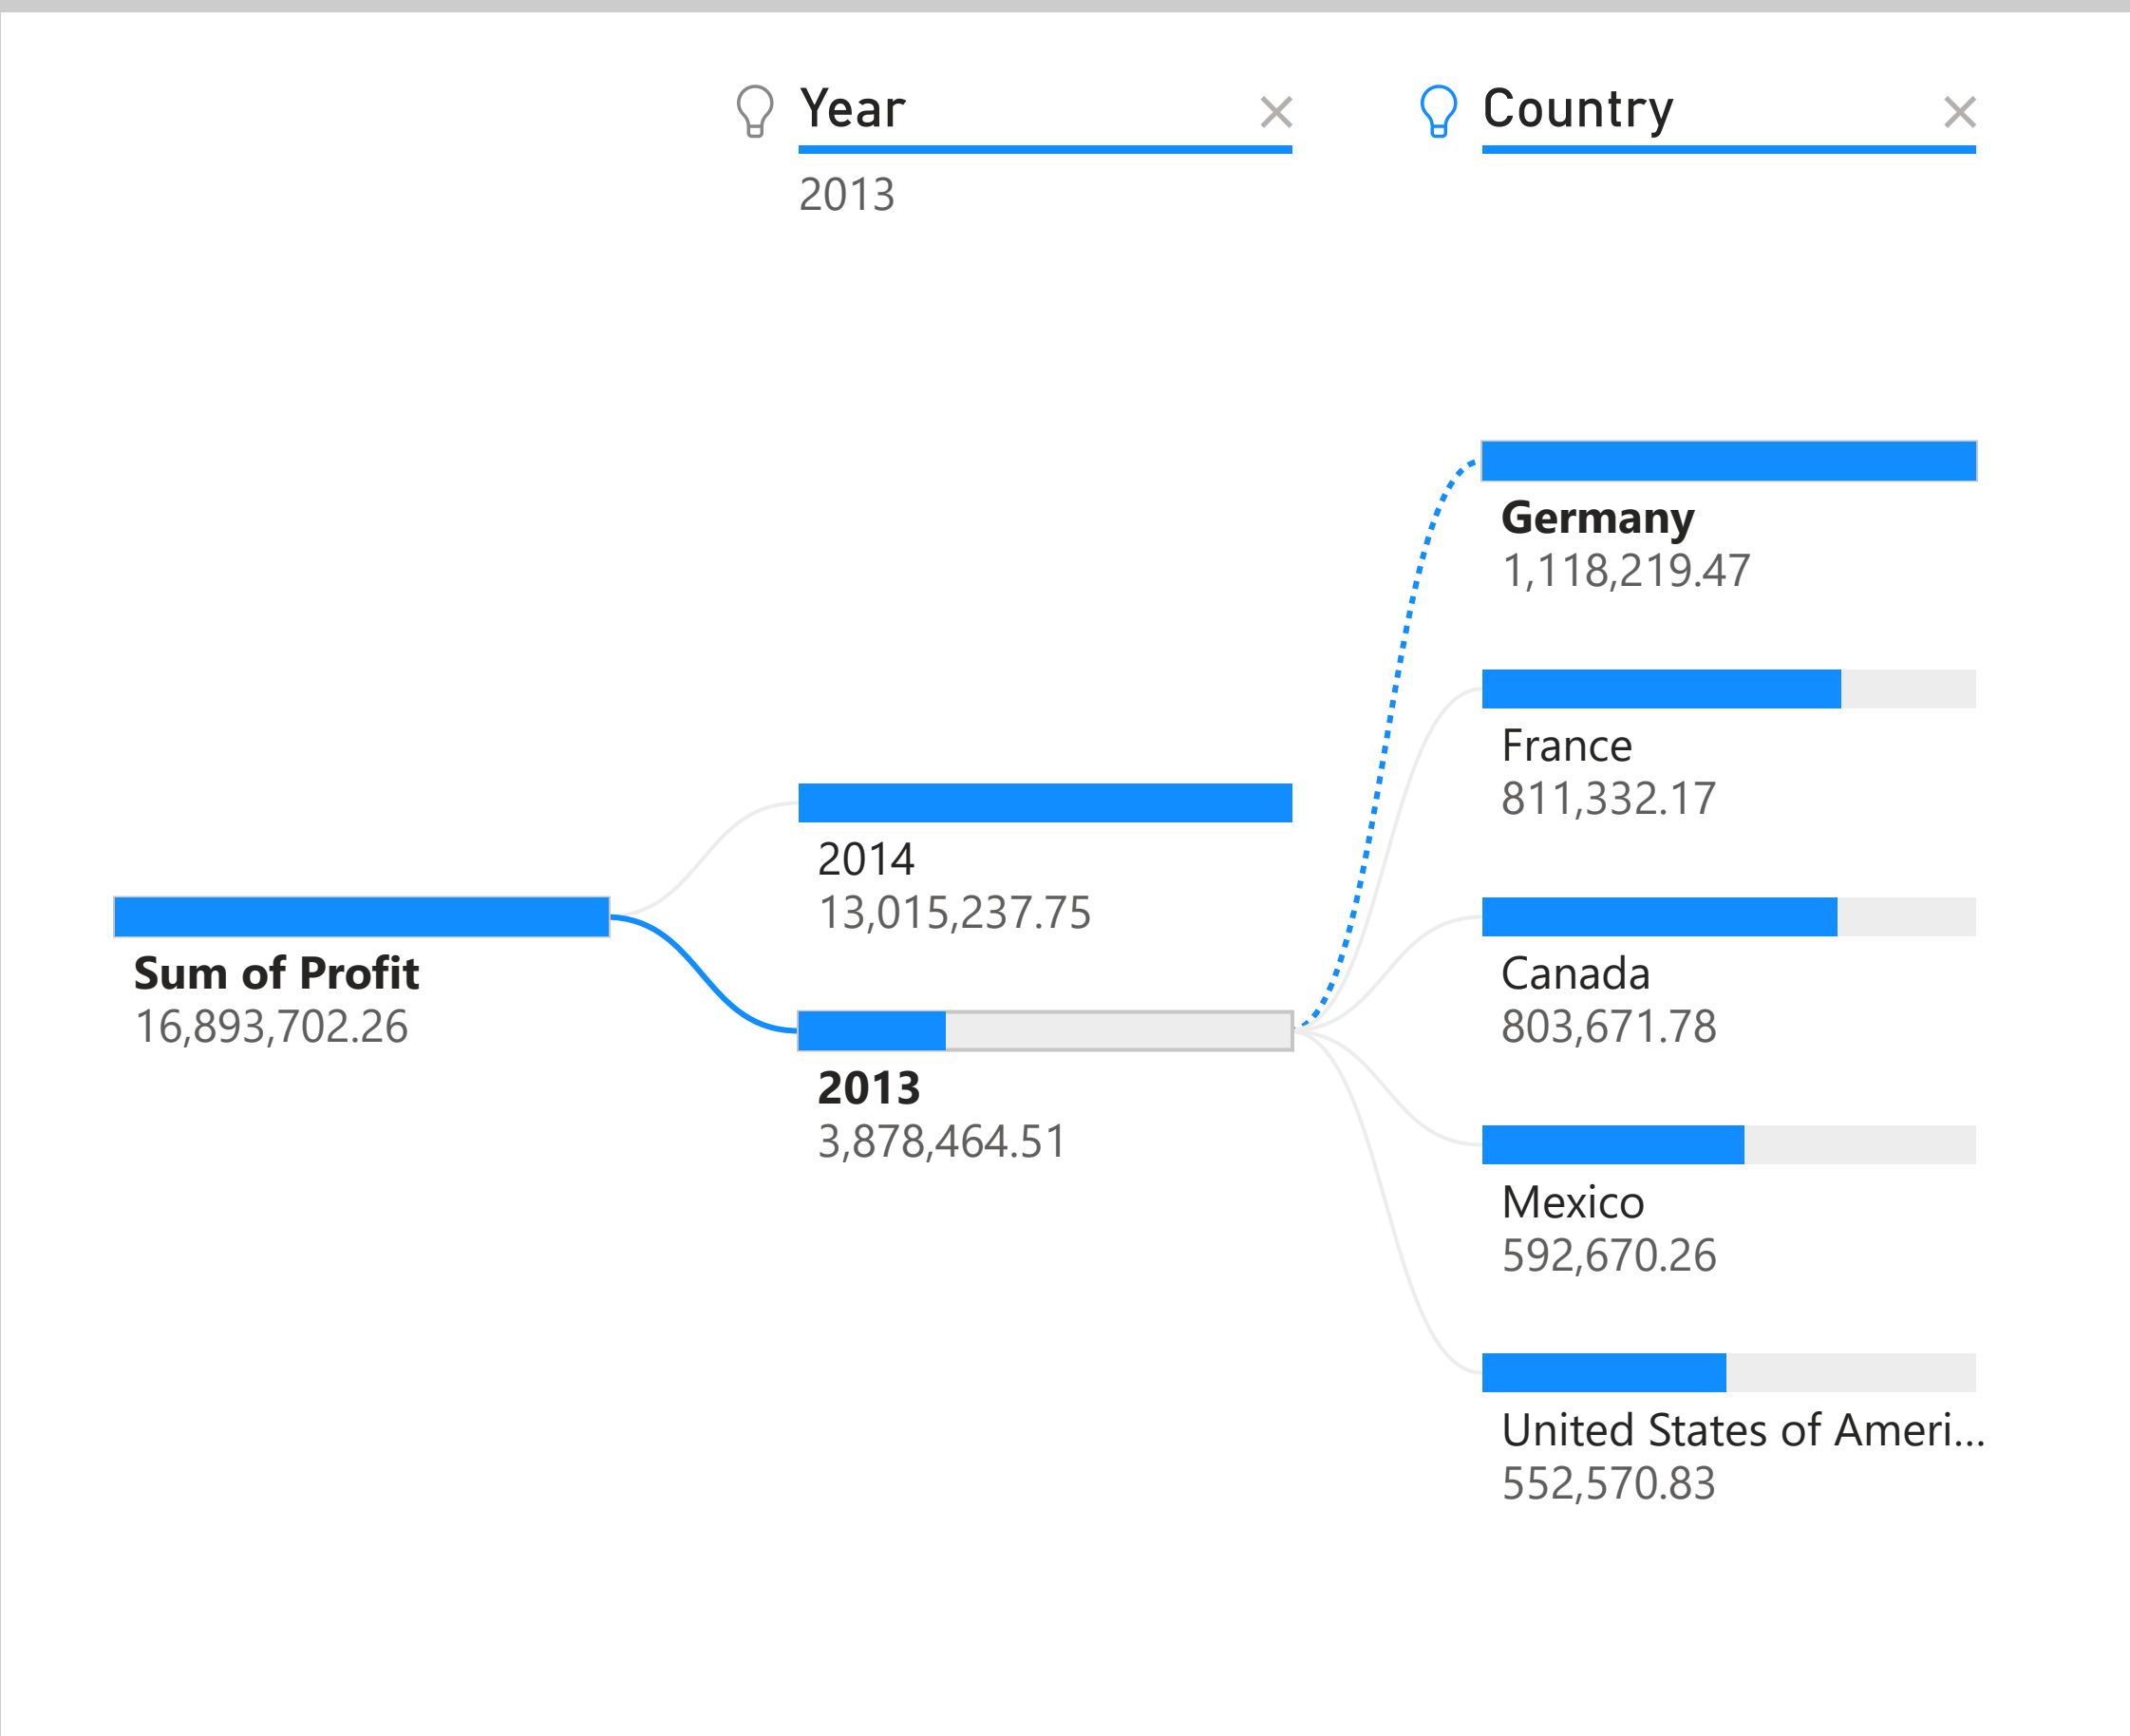 Year
Country
2013
Germany
1,118,219.47
France
811,332.17
2014
13,015,237.75
Sum of Profit
16,893,702.26
Canada
803,671.78
2013
3,878,464.51
Mexico
592,670.26
United States of Ameri...
552,570.83